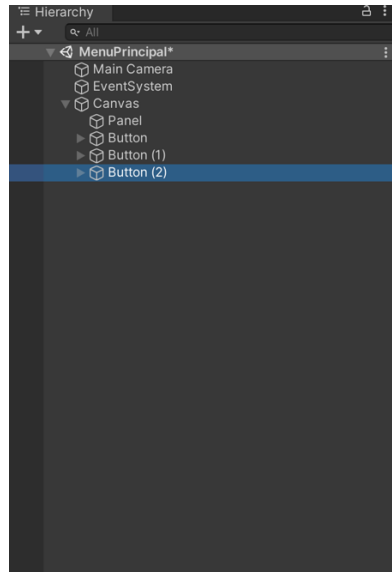 Hierarchy
All
MenuPrincipal*
Main Camera
EventSystem
Canvas
Panel
Button
Button (1)
Button (2)